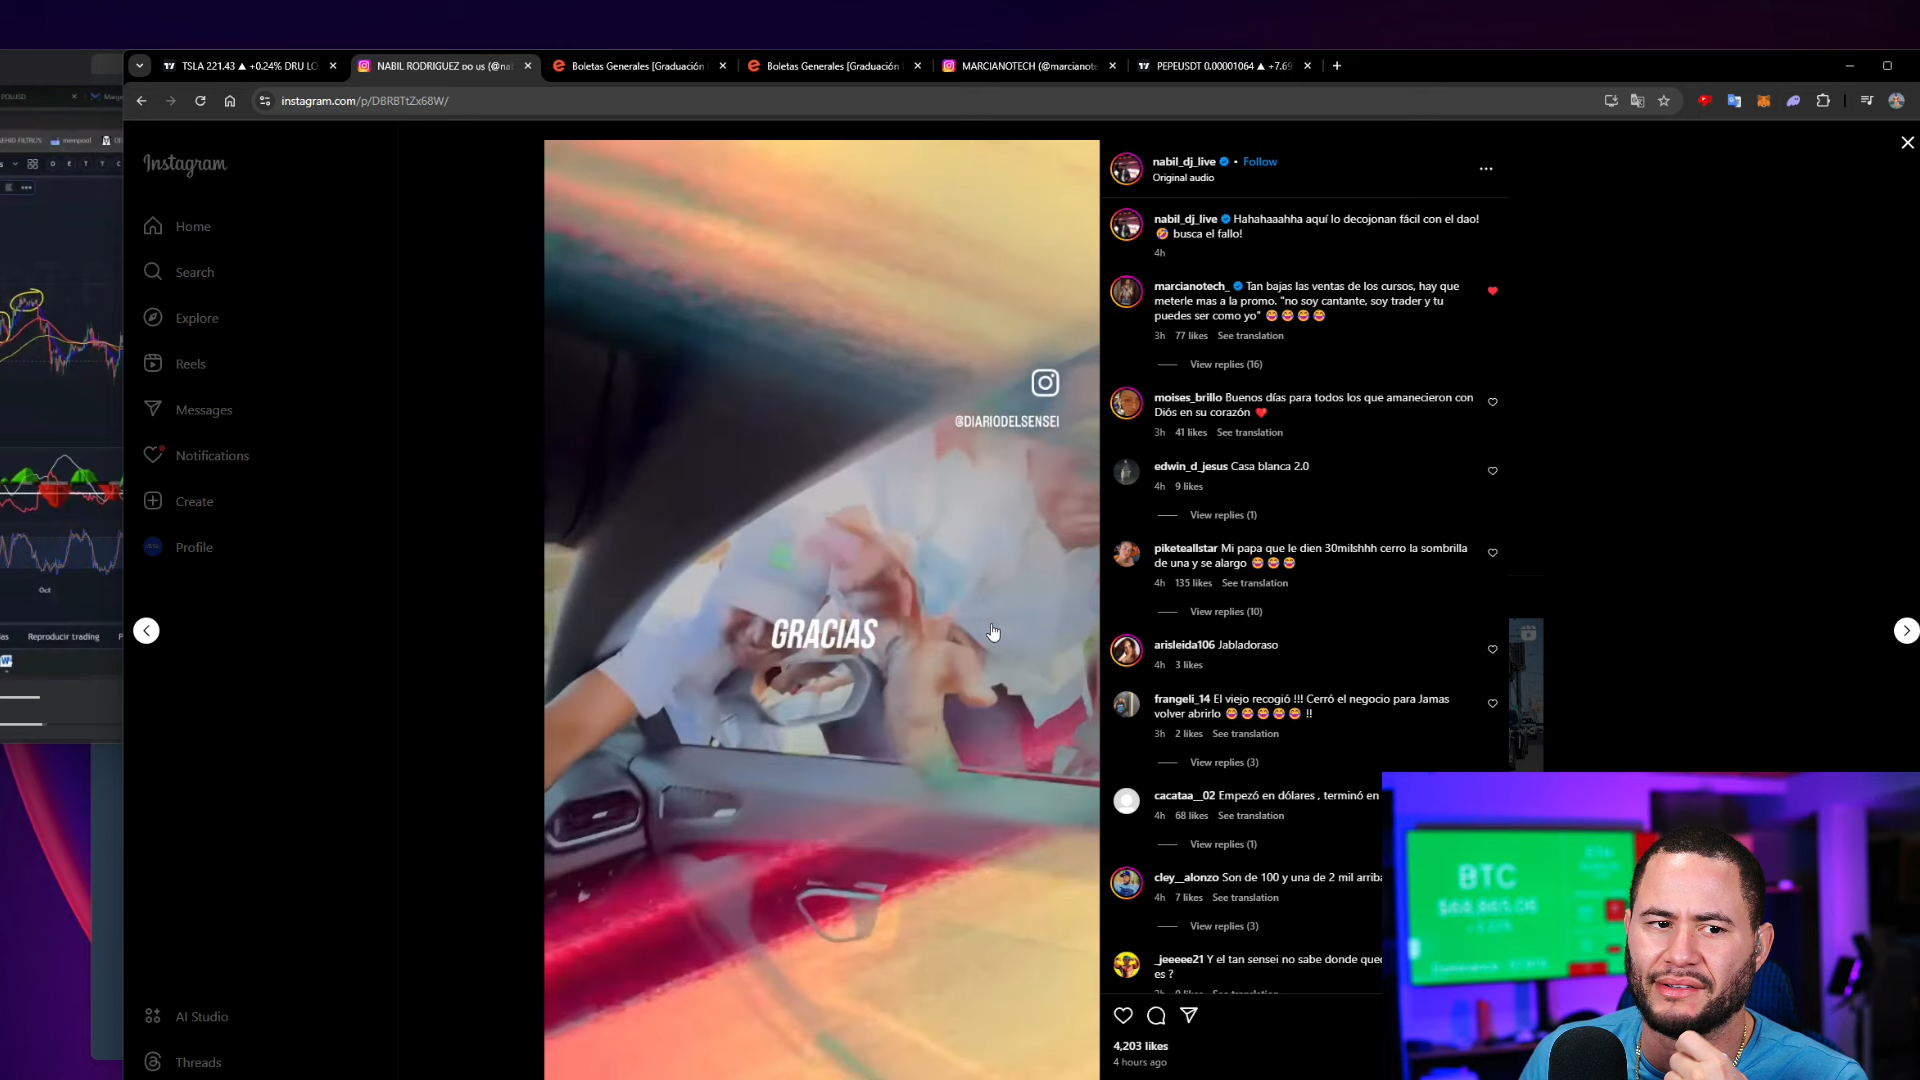 TSLA 221.43 ▲ +0.24% DRU LO
NABIL RODRIGUEZ DO US (@na
Boletas Generales [Graduación
Boletas Generales [Graduación
MARCIANOTECH (@marcianote
PEPEUSDT 0.00001064 ▲ +7.69
instagram.com/p/DBRBTtZx68W/
Instagram
Home
Search
Explore
Reels
Messages
Notifications
Create
Profile
AI Studio
Threads
Oct
Reproducir trading
mempool
@DIARIODELSENSEI
GRACIAS
nabil_dj_live • Follow
Original audio
nabil_dj_live Hahahaaahha aquí lo decojonan fácil con el dao!
🤣 busca el fallo!
4h
marcianotech_ Tan bajas las ventas de los cursos, hay que
meterle mas a la promo. "no soy cantante, soy trader y tu
puedes ser como yo" 😂 😂 😂 😂
3h 77 likes See translation
View replies (16)
moises_brillo Buenos días para todos los que amanecieron con
Diós en su corazón ❤️
3h 41 likes See translation
edwin_d_jesus Casa blanca 2.0
4h 9 likes
View replies (1)
piketeallstar Mi papa que le dien 30milshhh cerro la sombrilla
de una y se alargo 😂 😂 😂
4h 135 likes See translation
View replies (10)
arisleida106 Jabladoraso
4h 3 likes
frangeli_14 El viejo recogió !!! Cerró el negocio para Jamas
volver abrirlo 😂 😂 😂 😂 😂 !!
3h 2 likes See translation
View replies (3)
cacataa__02 Empezó en dólares , terminó en
4h 68 likes See translation
View replies (1)
cley__alonzo Son de 100 y una de 2 mil arriba
4h 7 likes See translation
View replies (3)
_jeeeee21 Y el tan sensei no sabe donde qued
es ?
4,203 likes
4 hours ago
BTC